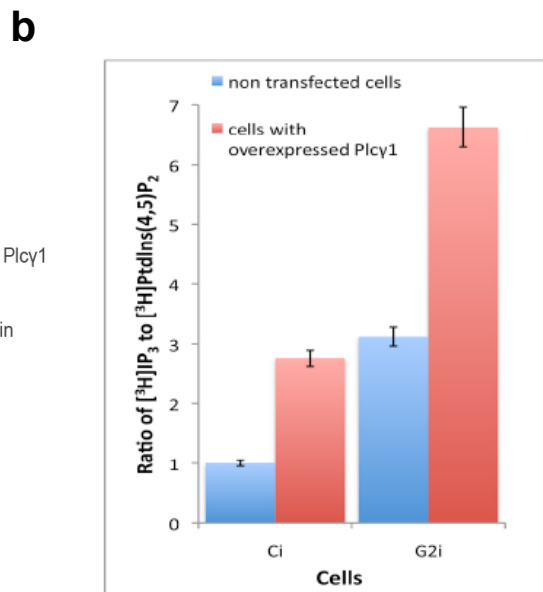 b
non transfected cells
cells with
overexpressed Plcγ1
Ratio of [³H]IP₃ to [³H]PtdIns(4,5)P₂
7
6
5
4
3
2
1
0
Ci G2i
Cells
Plcγ1
in